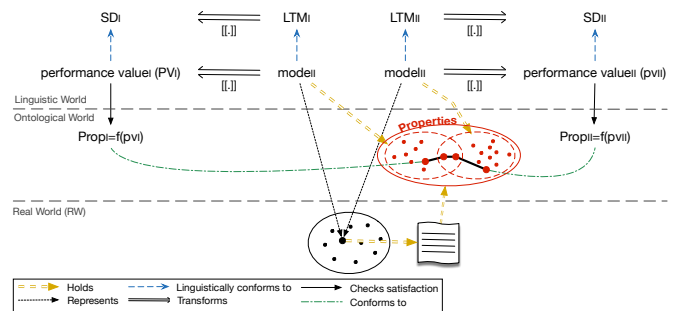 SDI [[.]] LTMI LTMII [[.]] SDII
performance valueI (PVI) [[.]] modelII modelII [[.]] performance valueII (pvII)
Linguistic World
Ontological World
Properties
PropI=f(pvI) PropII=f(pvII)
Real World (RW)
Holds Linguistically conforms to Checks satisfaction
Represents Transforms Conforms to